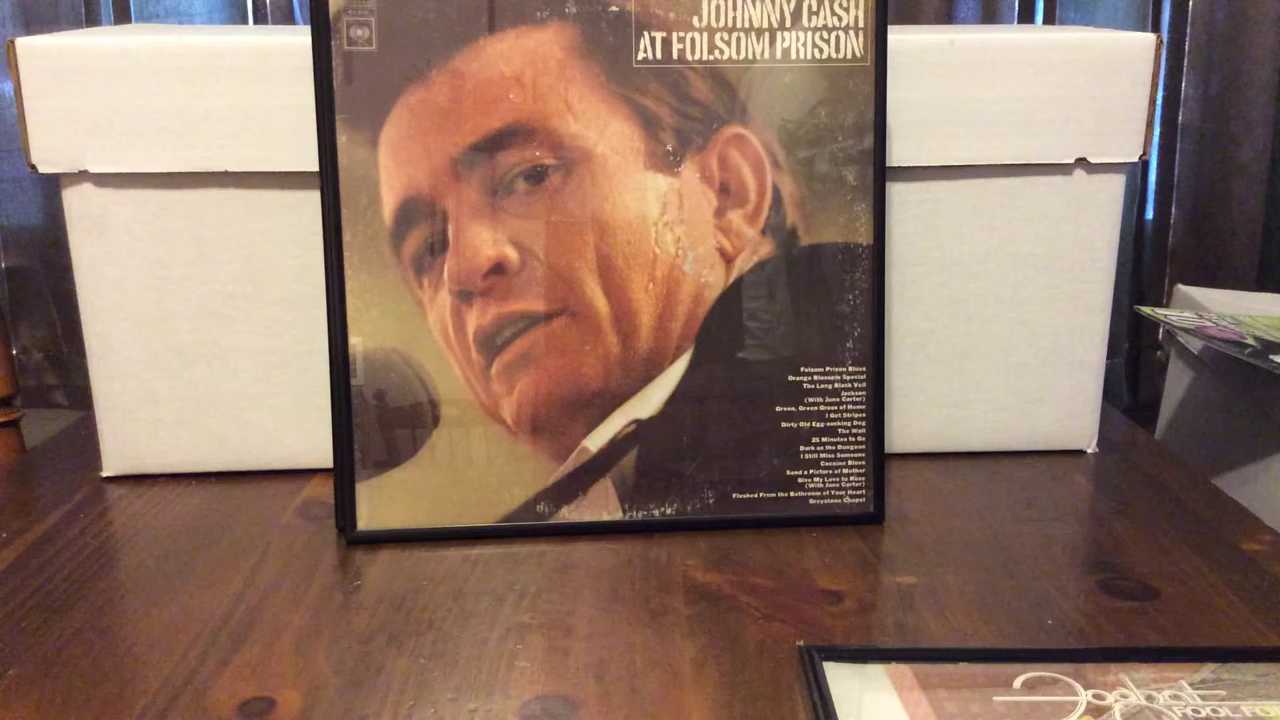 JOHNNY CASH
AT FOLSOM PRISON
Folsom Prison Blues
Orange Blossom Special
The Long Black Veil
Jackson
(With June Carter)
Green, Green Grass of Home
I Got Stripes
Dirty Old Egg-sucking Dog
The Wall
25 Minutes to Go
Dark as the Dungeon
I Still Miss Someone
Cocaine Blues
Send a Picture of Mother
Give My Love to Rose
(With June Carter)
Flushed From the Bathroom of Your Heart
Greystone Chapel
Foghat
FOOL FO